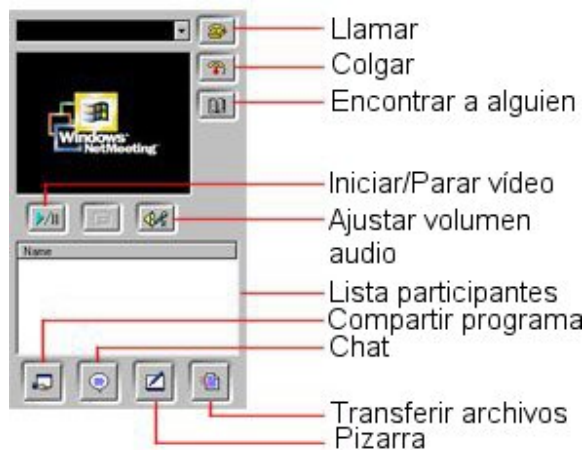 Llamar
Colgar
Encontrar a alguien
Windows
NetMeeting
Iniciar/Parar vídeo
Ajustar volumen
audio
Name
Lista participantes
Compartir programa
Chat
Transferir archivos
Pizarra